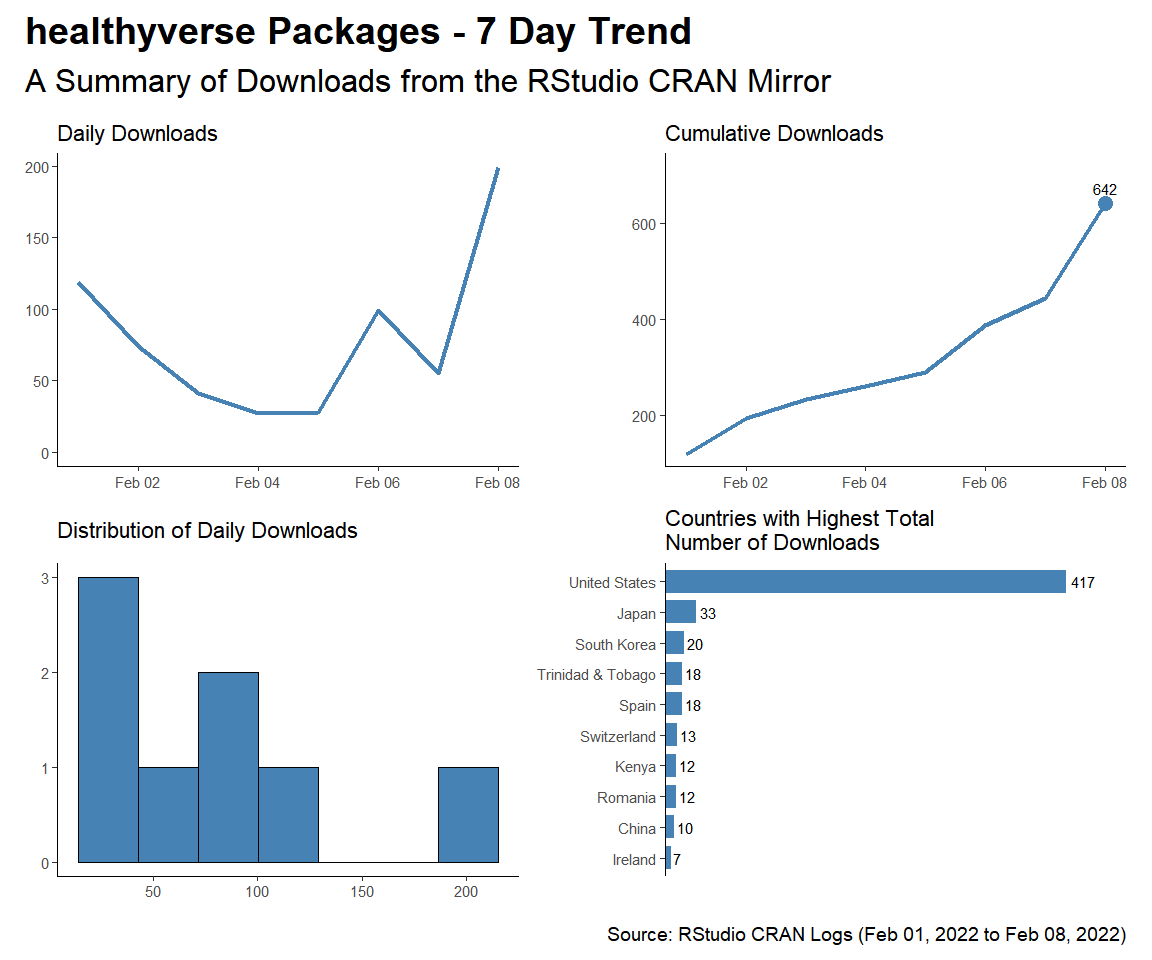 healthyverse Packages - 7 Day Trend
A Summary of Downloads from the RStudio CRAN Mirror
Daily Downloads
200
150
100
50
0
Feb 02 Feb 04 Feb 06 Feb 08
Cumulative Downloads
642
600
400
200
Feb 02 Feb 04 Feb 06 Feb 08
Distribution of Daily Downloads
3
2
1
0
50 100 150 200
Countries with Highest Total
Number of Downloads
United States 417
Japan 33
South Korea 20
Trinidad & Tobago 18
Spain 18
Switzerland 13
Kenya 12
Romania 12
China 10
Ireland 7
Source: RStudio CRAN Logs (Feb 01, 2022 to Feb 08, 2022)